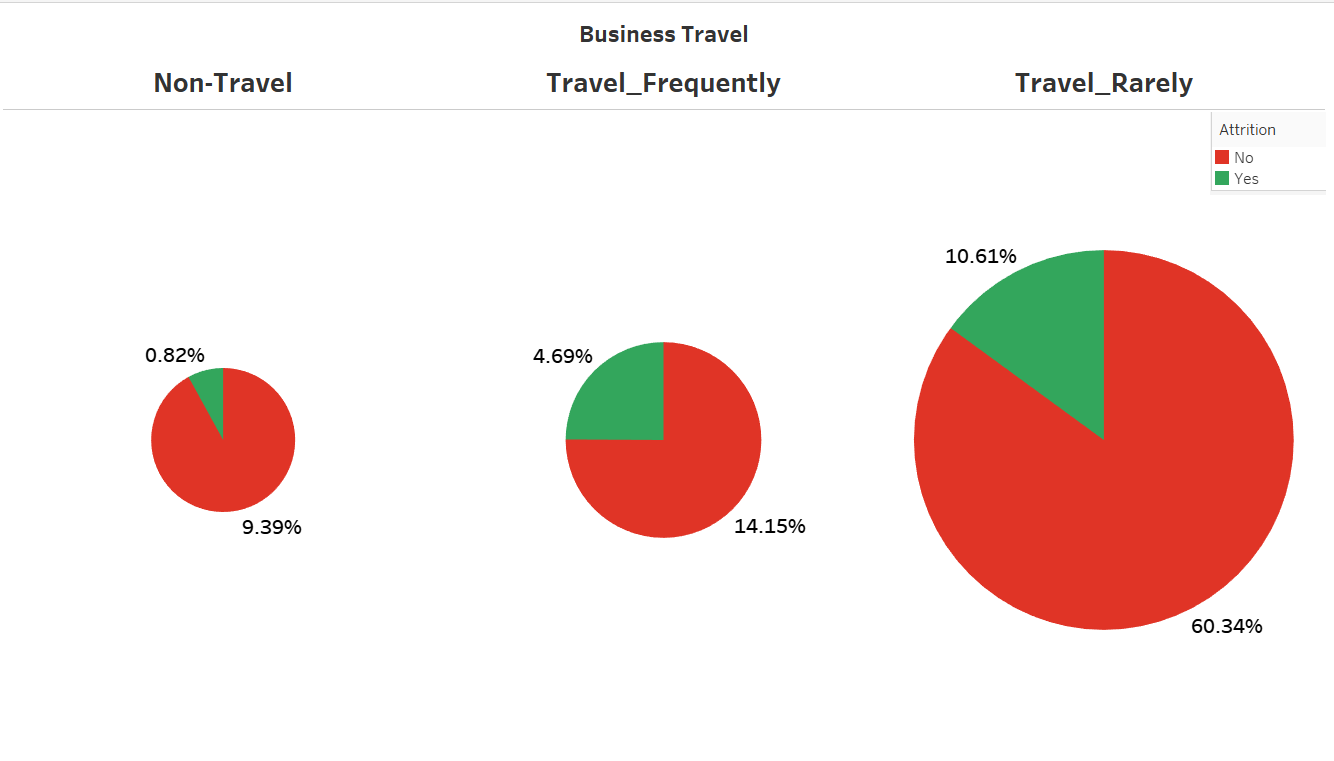 Business Travel
Non-Travel Travel_Frequently Travel_Rarely
Attrition
No
Yes
10.61%
0.82%
4.69%
9.39%
14.15%
60.34%